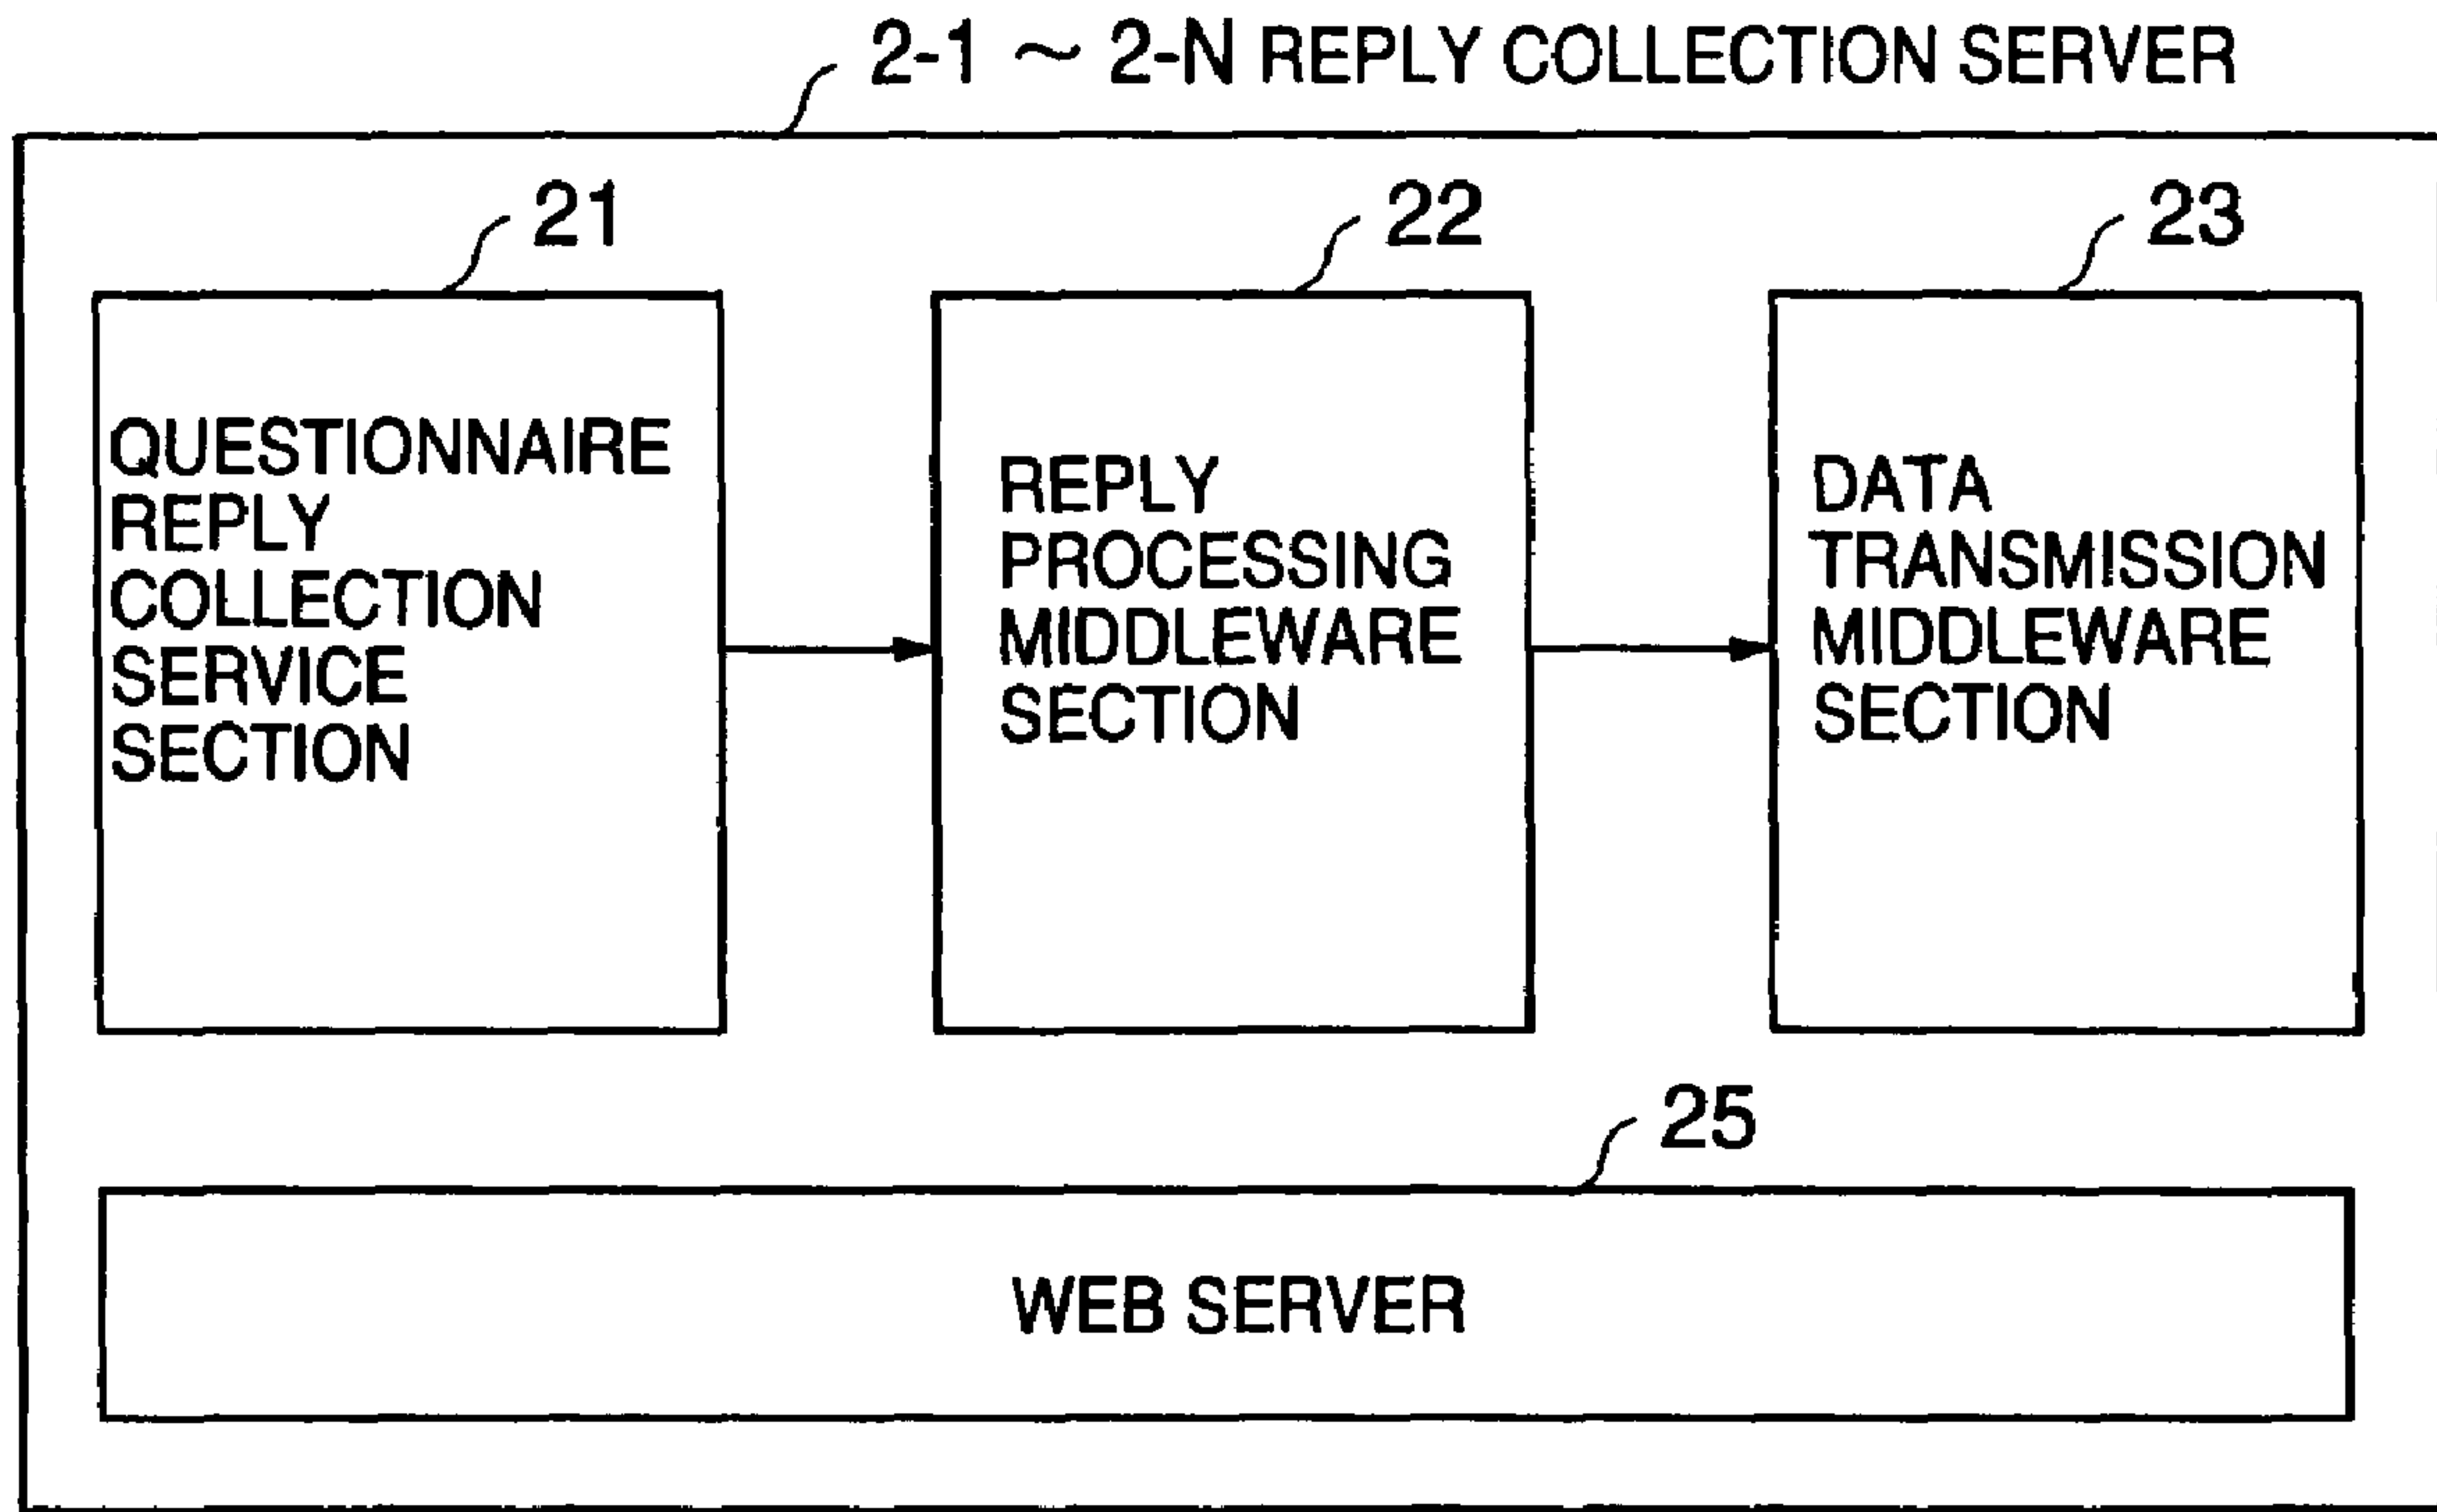 2-1 ~ 2-N REPLY COLLECTION SERVER
21
22
23
QUESTIONNAIRE
REPLY
COLLECTION
SERVICE
SECTION
REPLY
PROCESSING
MIDDLEWARE
SECTION
DATA
TRANSMISSION
MIDDLEWARE
SECTION
25
WEB SERVER